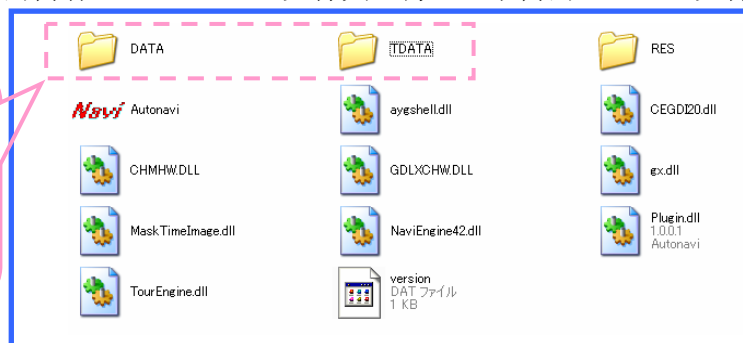 DATA
TDATA
RES
Navi Autonavi
aygshell.dll
CEGDI20.dll
CHMHW.DLL
GDLXCHW.DLL
gx.dll
MaskTimeImage.dll
NaviEngine42.dll
Plugin.dll
1.0.0.1
Autonavi
TourEngine.dll
version
DAT ファイル
1 KB